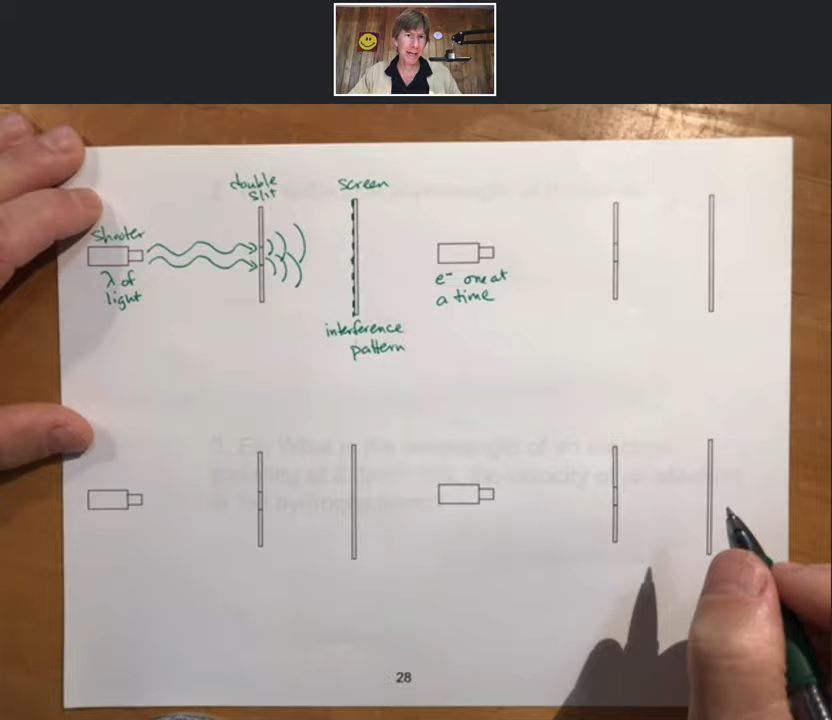 double
slit
screen
shooter
λ of
light
interference
pattern
e⁻ one at
a time
28